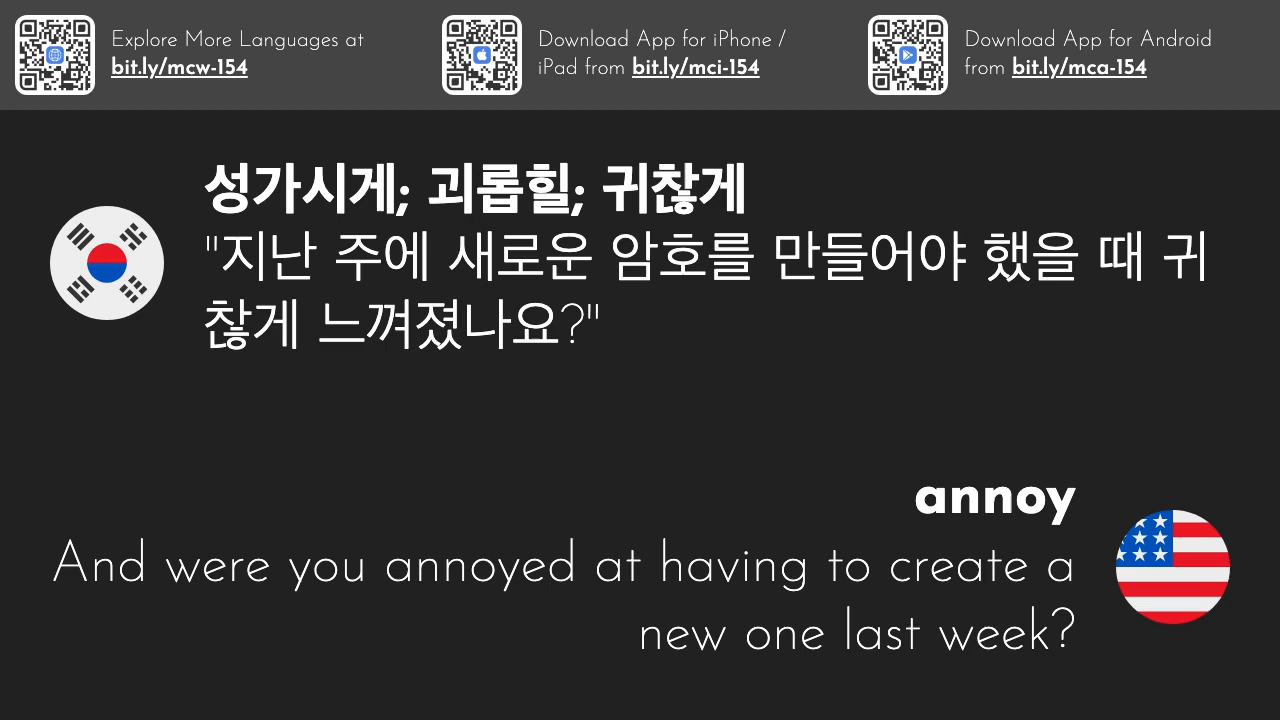 Explore More Languages at
bit.ly/mcw-154
Download App for iPhone /
iPad from bit.ly/mci-154
Download App for Android
from bit.ly/mca-154
성가시게; 괴롭힐; 귀찮게
"지난 주에 새로운 암호를 만들어야 했을 때 귀
찮게 느껴졌나요?"
annoy
And were you annoyed at having to create a
new one last week?